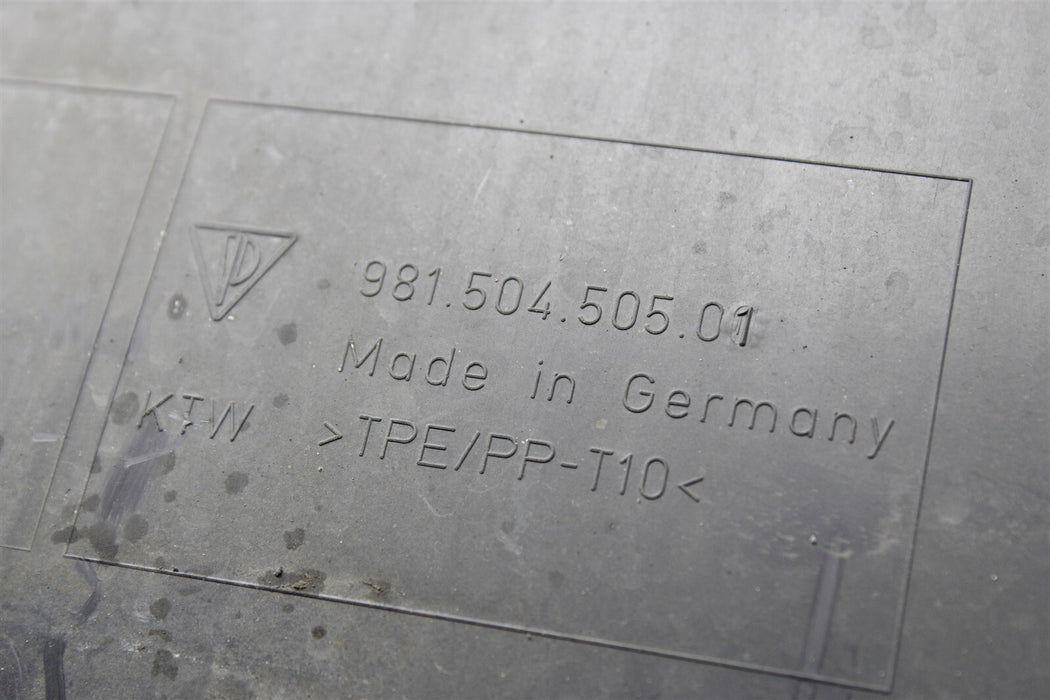 981.504.505.01
Made in Germany
KTW >TPE/PP-T10<